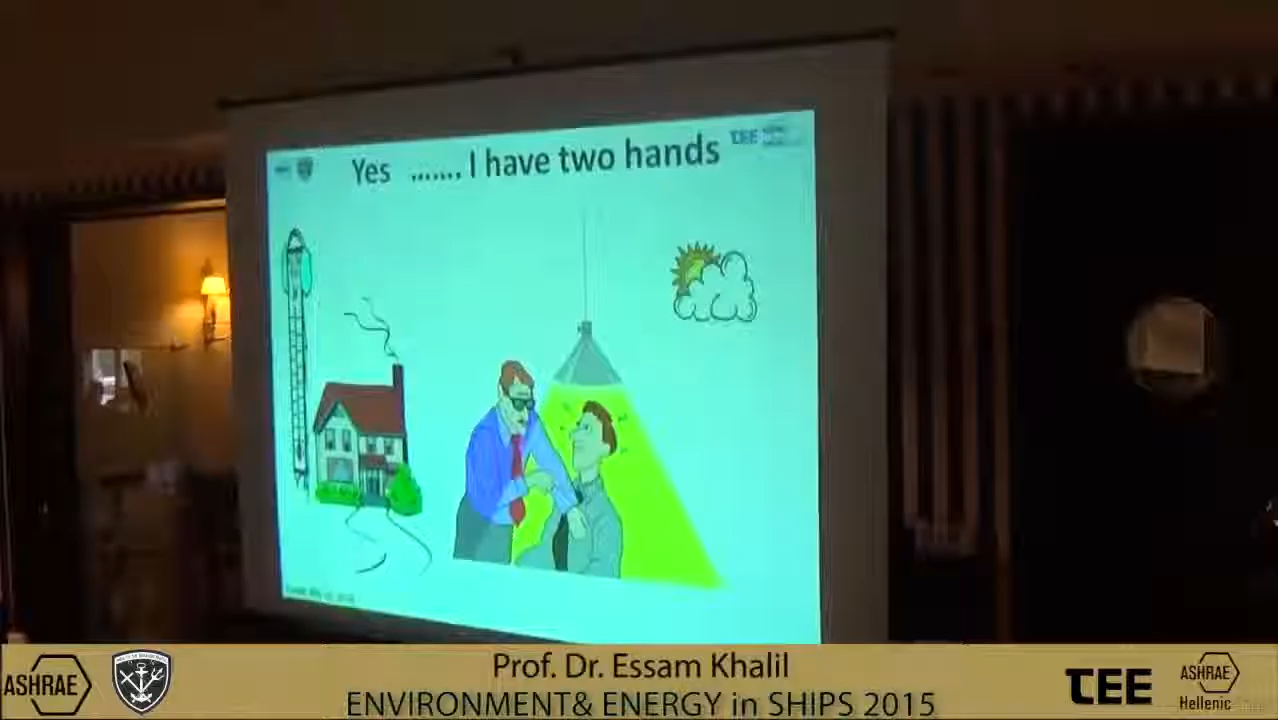 Yes ....... I have two hands
TEE
ASHRAE
Prof. Dr. Essam Khalil
ENVIRONMENT& ENERGY in SHIPS 2015
TEE
ASHRAE
Hellenic